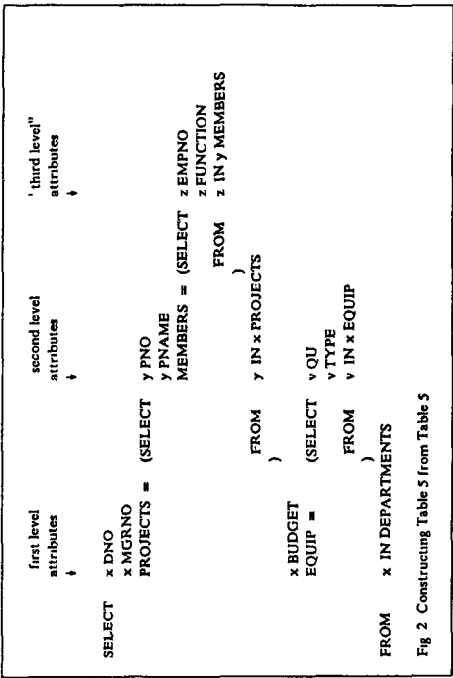 first level second level ' third level"
attributes attributes attributes
SELECT x DNO
x MGRNO
PROJECTS = (SELECT y PNO
y PNAME
MEMBERS = (SELECT z EMPNO
z FUNCTION
FROM z IN y MEMBERS
)
FROM y IN x PROJECTS
)
x BUDGET
EQUIP = (SELECT v QU
v TYPE
FROM v IN x EQUIP
)
FROM x IN DEPARTMENTS
Fig 2 Constructing Table 5 from Table 5